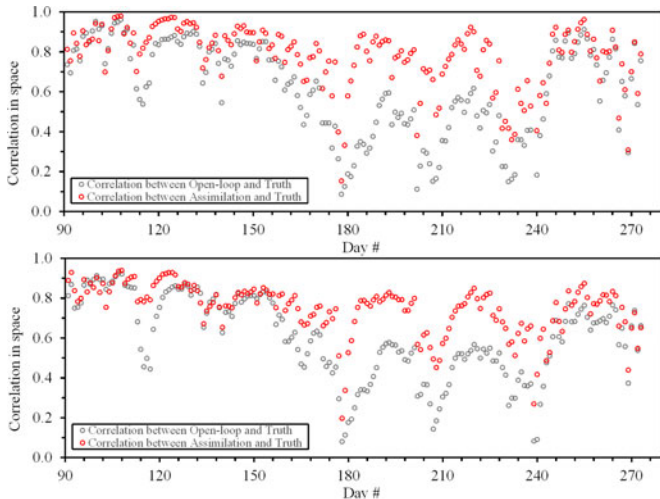 1.0
0.8
0.6
0.4
0.2
0.0
Correlation in space
Correlation between Open-loop and Truth
Correlation between Assimilation and Truth
90 120 150 180 210 240 270
Day #
1.0
0.8
0.6
0.4
0.2
0.0
Correlation in space
Correlation between Open-loop and Truth
Correlation between Assimilation and Truth
90 120 150 180 210 240 270
Day #